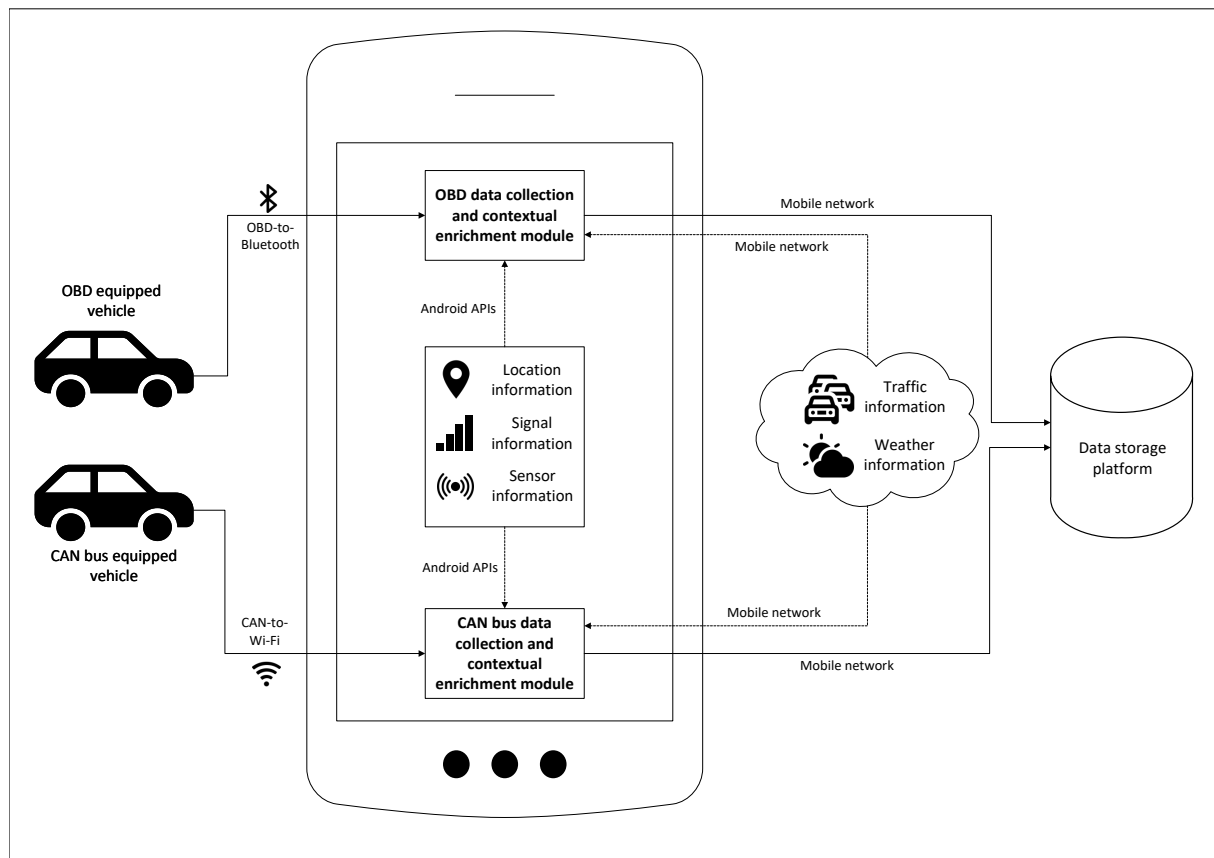 OBD data collection
and contextual
enrichment module
Mobile network
OBD-to-
Bluetooth
Mobile network
OBD equipped
vehicle
Android APIs
Location
information
Signal
information
Sensor
information
Traffic
information
Weather
information
Data storage
platform
CAN bus equipped
vehicle
Android APIs
CAN-to-
Wi-Fi
Mobile network
CAN bus data
collection and
contextual
enrichment module
Mobile network